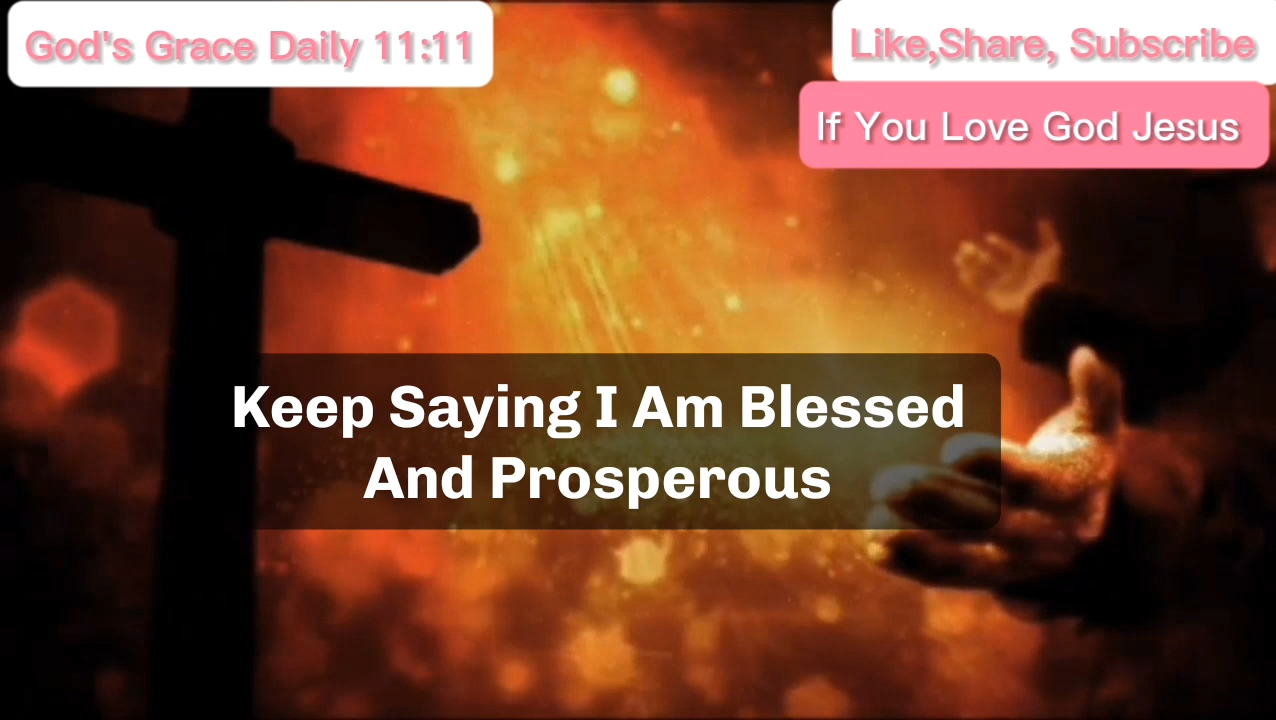 God's Grace Daily 11:11
Like,Share, Subscribe
If You Love God Jesus
Keep Saying I Am Blessed
And Prosperous